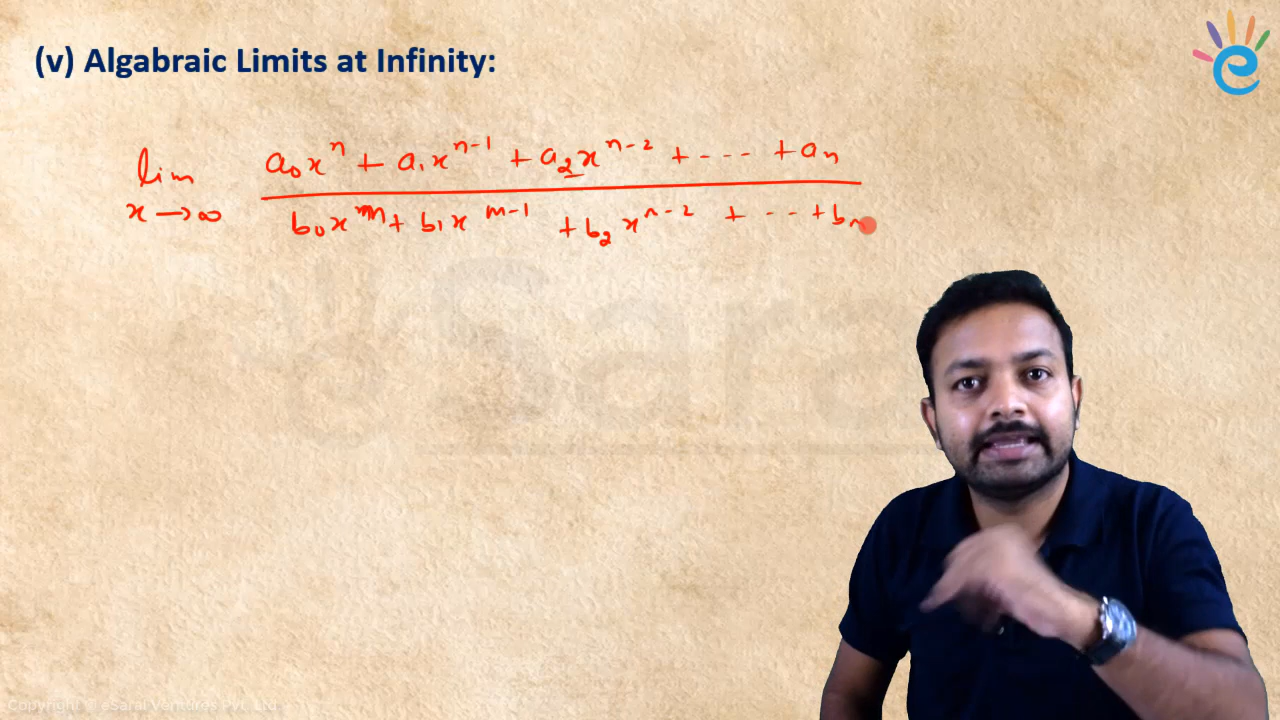 (v) Algabraic Limits at Infinity:
lim x→∞ a₀xⁿ + a₁xⁿ⁻¹ + a₂xⁿ⁻² + --- + aₙ
b₀xᵐ + b₁xᵐ⁻¹ + b₂xⁿ⁻² + --- + bₙ
Sara
Copyright © eSaral Ventures Pvt. Ltd.